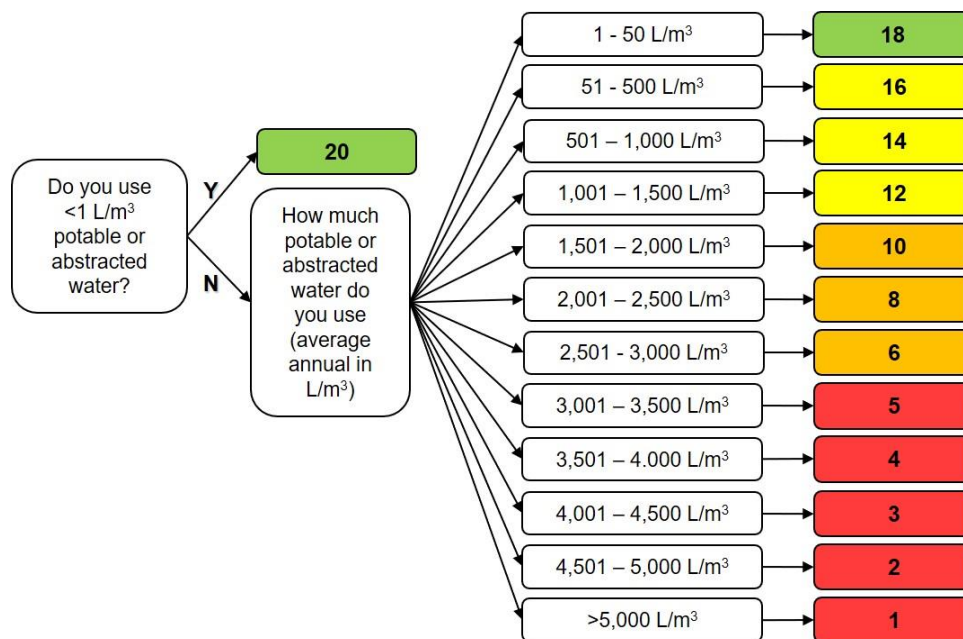 Do you use
<1 L/m³
potable or
abstracted
water?
Y
N
20
How much
potable or
abstracted
water do
you use
(average
annual in
L/m³)
1 - 50 L/m³
18
51 - 500 L/m³
16
501 – 1,000 L/m³
14
1,001 – 1,500 L/m³
12
1,501 – 2,000 L/m³
10
2,001 – 2,500 L/m³
8
2,501 - 3,000 L/m³
6
3,001 – 3,500 L/m³
5
3,501 – 4.000 L/m³
4
4,001 – 4,500 L/m³
3
4,501 – 5,000 L/m³
2
>5,000 L/m³
1